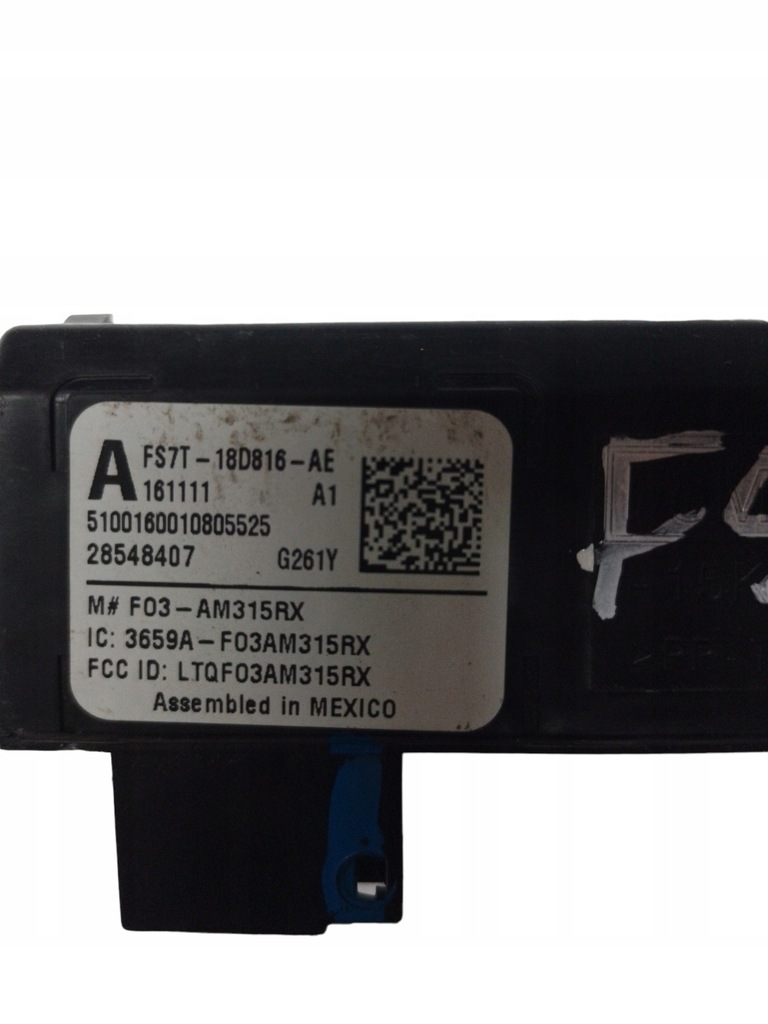 A FS7T-18D816-AE
161111 A1
5100160010805525
28548407 G261Y
M# F03-AM315RX
IC: 3659A-F03AM315RX
FCC ID: LTQF03AM315RX
Assembled in MEXICO